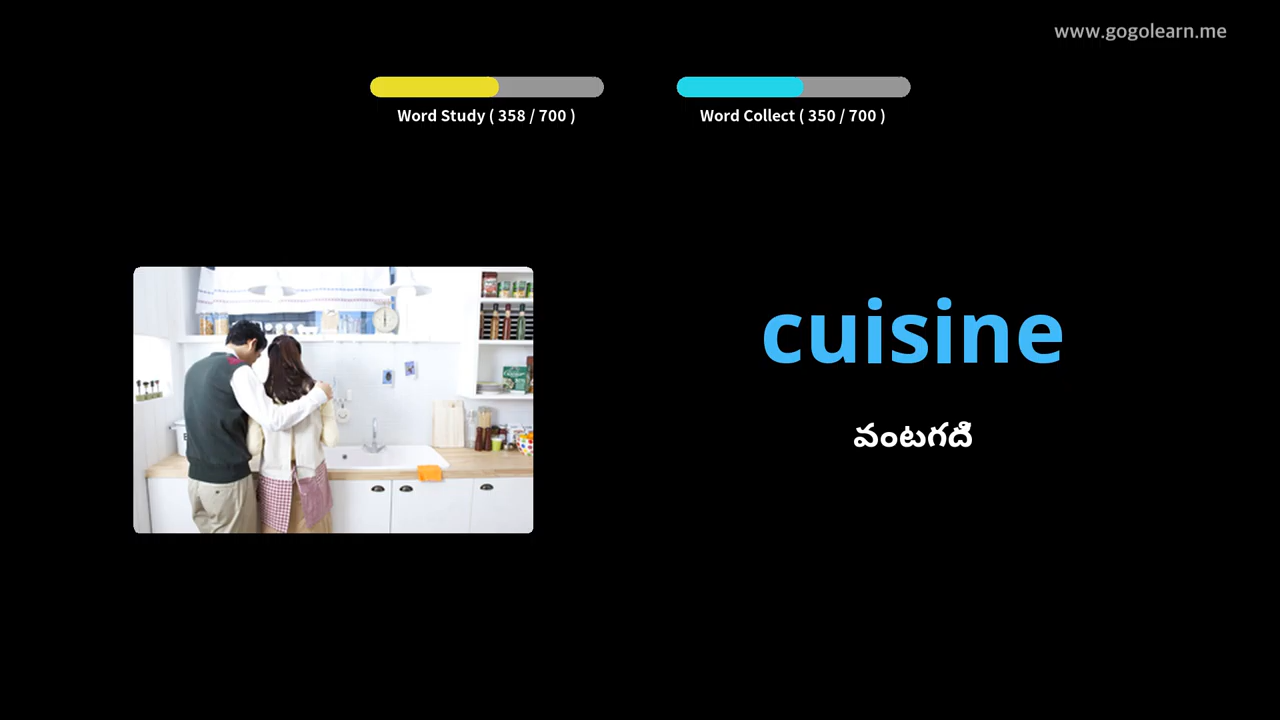 www.gogolearn.me
Word Study ( 358 / 700 )
Word Collect ( 350 / 700 )
cuisine
వంటగది